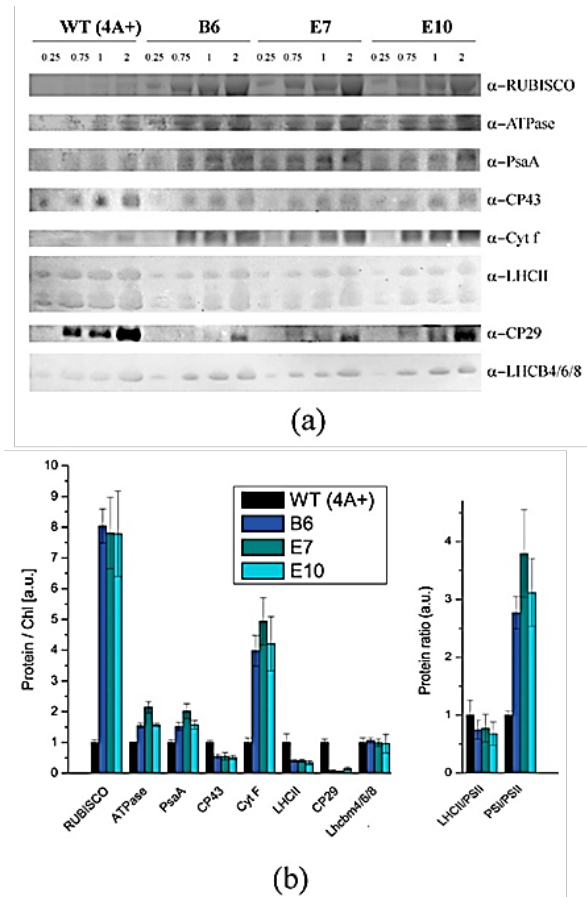 (a)
WT (4A+) B6 E7 E10
0.25 0.75 1 2 0.25 0.75 1 2 0.25 0.75 1 2 0.25 0.75 1 2
α-RUBISCO
α-ATPase
α-PsaA
α-CP43
α-Cyt f
α-LHCII
α-CP29
α-LHCB4/6/8
(a)
Protein / Chl [a.u.]
10
9
8
7
6
5
4
3
2
1
0
WT (4A+)
B6
E7
E10
RUBISCO ATPase PsaA CP43 Cyt F LHCII CP29 Lhcbm4/6/8
Protein ratio (a.u.)
4
3
2
1
0
LHCII/PSII PSI/PSII
(b)